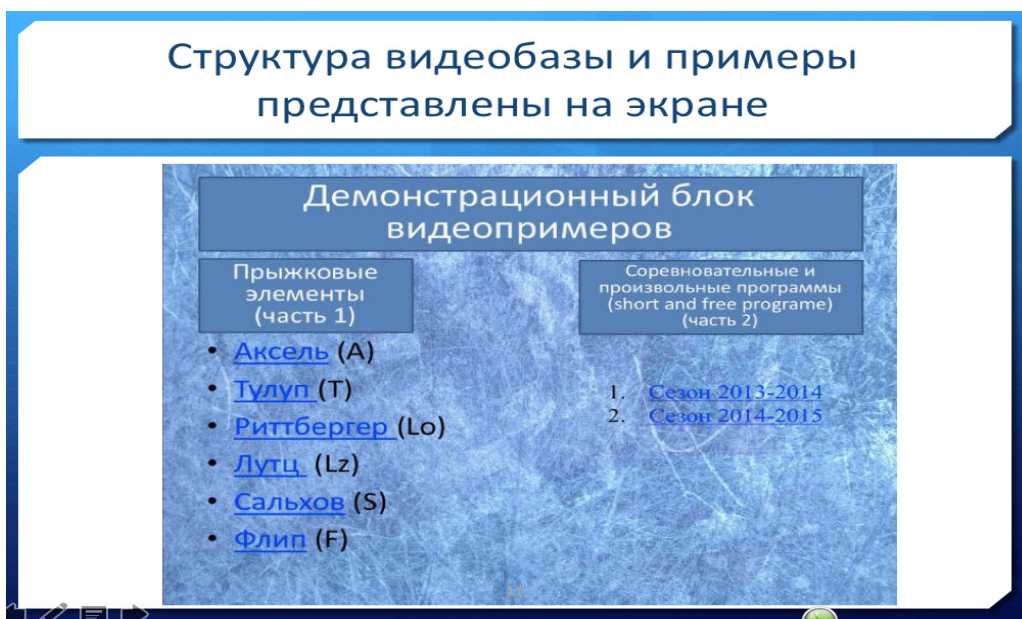 Структура видеобазы и примеры
представлены на экране
Демонстрационный блок
видеопримеров
Прыжковые
элементы
(часть 1)
• Аксель (A)
• Тулуп (T)
• Риттбергер (Lo)
• Лутц (Lz)
• Сальхов (S)
• Флип (F)
Соревновательные и
произвольные программы
(short and free programe)
(часть 2)
1. Сезон 2013-2014
2. Сезон 2014-2015